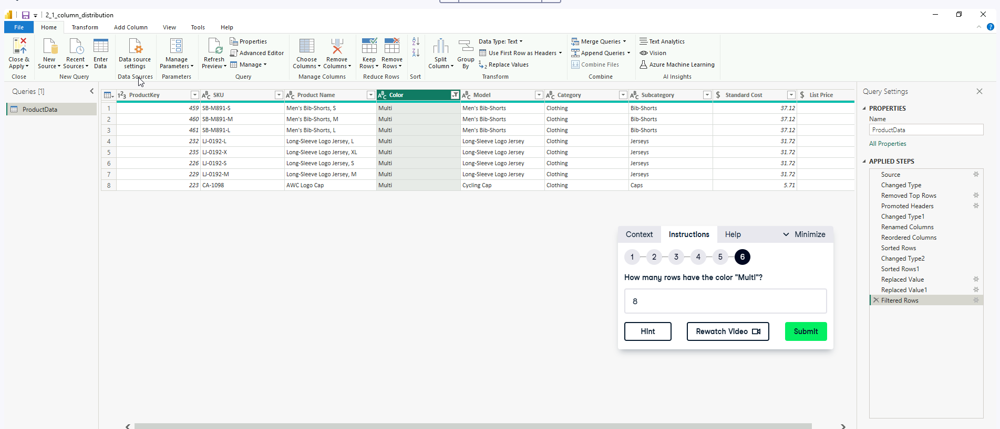 2_1_column_distribution
File Home Transform Add Column View Tools Help
Close & Apply
New Source
Recent Sources
Enter Data
Data source settings
Manage Parameters
Refresh Preview
Properties
Advanced Editor
Manage
Choose Columns
Remove Columns
Keep Rows
Remove Rows
Split Column
Group By
Data Type: Text
Use First Row as Headers
Replace Values
Merge Queries
Append Queries
Combine Files
Text Analytics
Vision
Azure Machine Learning
Close New Query Data Sources Parameters Query Manage Columns Reduce Rows Sort Transform Combine AI Insights
Queries [1]
ProductData
ProductKey SKU Product Name Color Model Category Subcategory Standard Cost List Price
1 459 SB-M891-S Men's Bib-Shorts, S Multi Men's Bib-Shorts Clothing Bib-Shorts 37.12
2 460 SB-M891-M Men's Bib-Shorts, M Multi Men's Bib-Shorts Clothing Bib-Shorts 37.12
3 461 SB-M891-L Men's Bib-Shorts, L Multi Men's Bib-Shorts Clothing Bib-Shorts 37.12
4 232 LJ-0192-L Long-Sleeve Logo Jersey, L Multi Long-Sleeve Logo Jersey Clothing Jerseys 31.72
5 235 LJ-0192-X Long-Sleeve Logo Jersey, XL Multi Long-Sleeve Logo Jersey Clothing Jerseys 31.72
6 226 LJ-0192-S Long-Sleeve Logo Jersey, S Multi Long-Sleeve Logo Jersey Clothing Jerseys 31.72
7 229 LJ-0192-M Long-Sleeve Logo Jersey, M Multi Long-Sleeve Logo Jersey Clothing Jerseys 31.72
8 223 CA-1098 AWC Logo Cap Multi Cycling Cap Clothing Caps 5.71
Context Instructions Help Minimize
1 2 3 4 5 6
How many rows have the color "Multi"?
8
Hint Rewatch Video Submit
Query Settings
PROPERTIES
Name
ProductData
All Properties
APPLIED STEPS
Source
Changed Type
Removed Top Rows
Promoted Headers
Changed Type1
Renamed Columns
Reordered Columns
Sorted Rows
Changed Type2
Sorted Rows1
Replaced Value
Replaced Value1
Filtered Rows